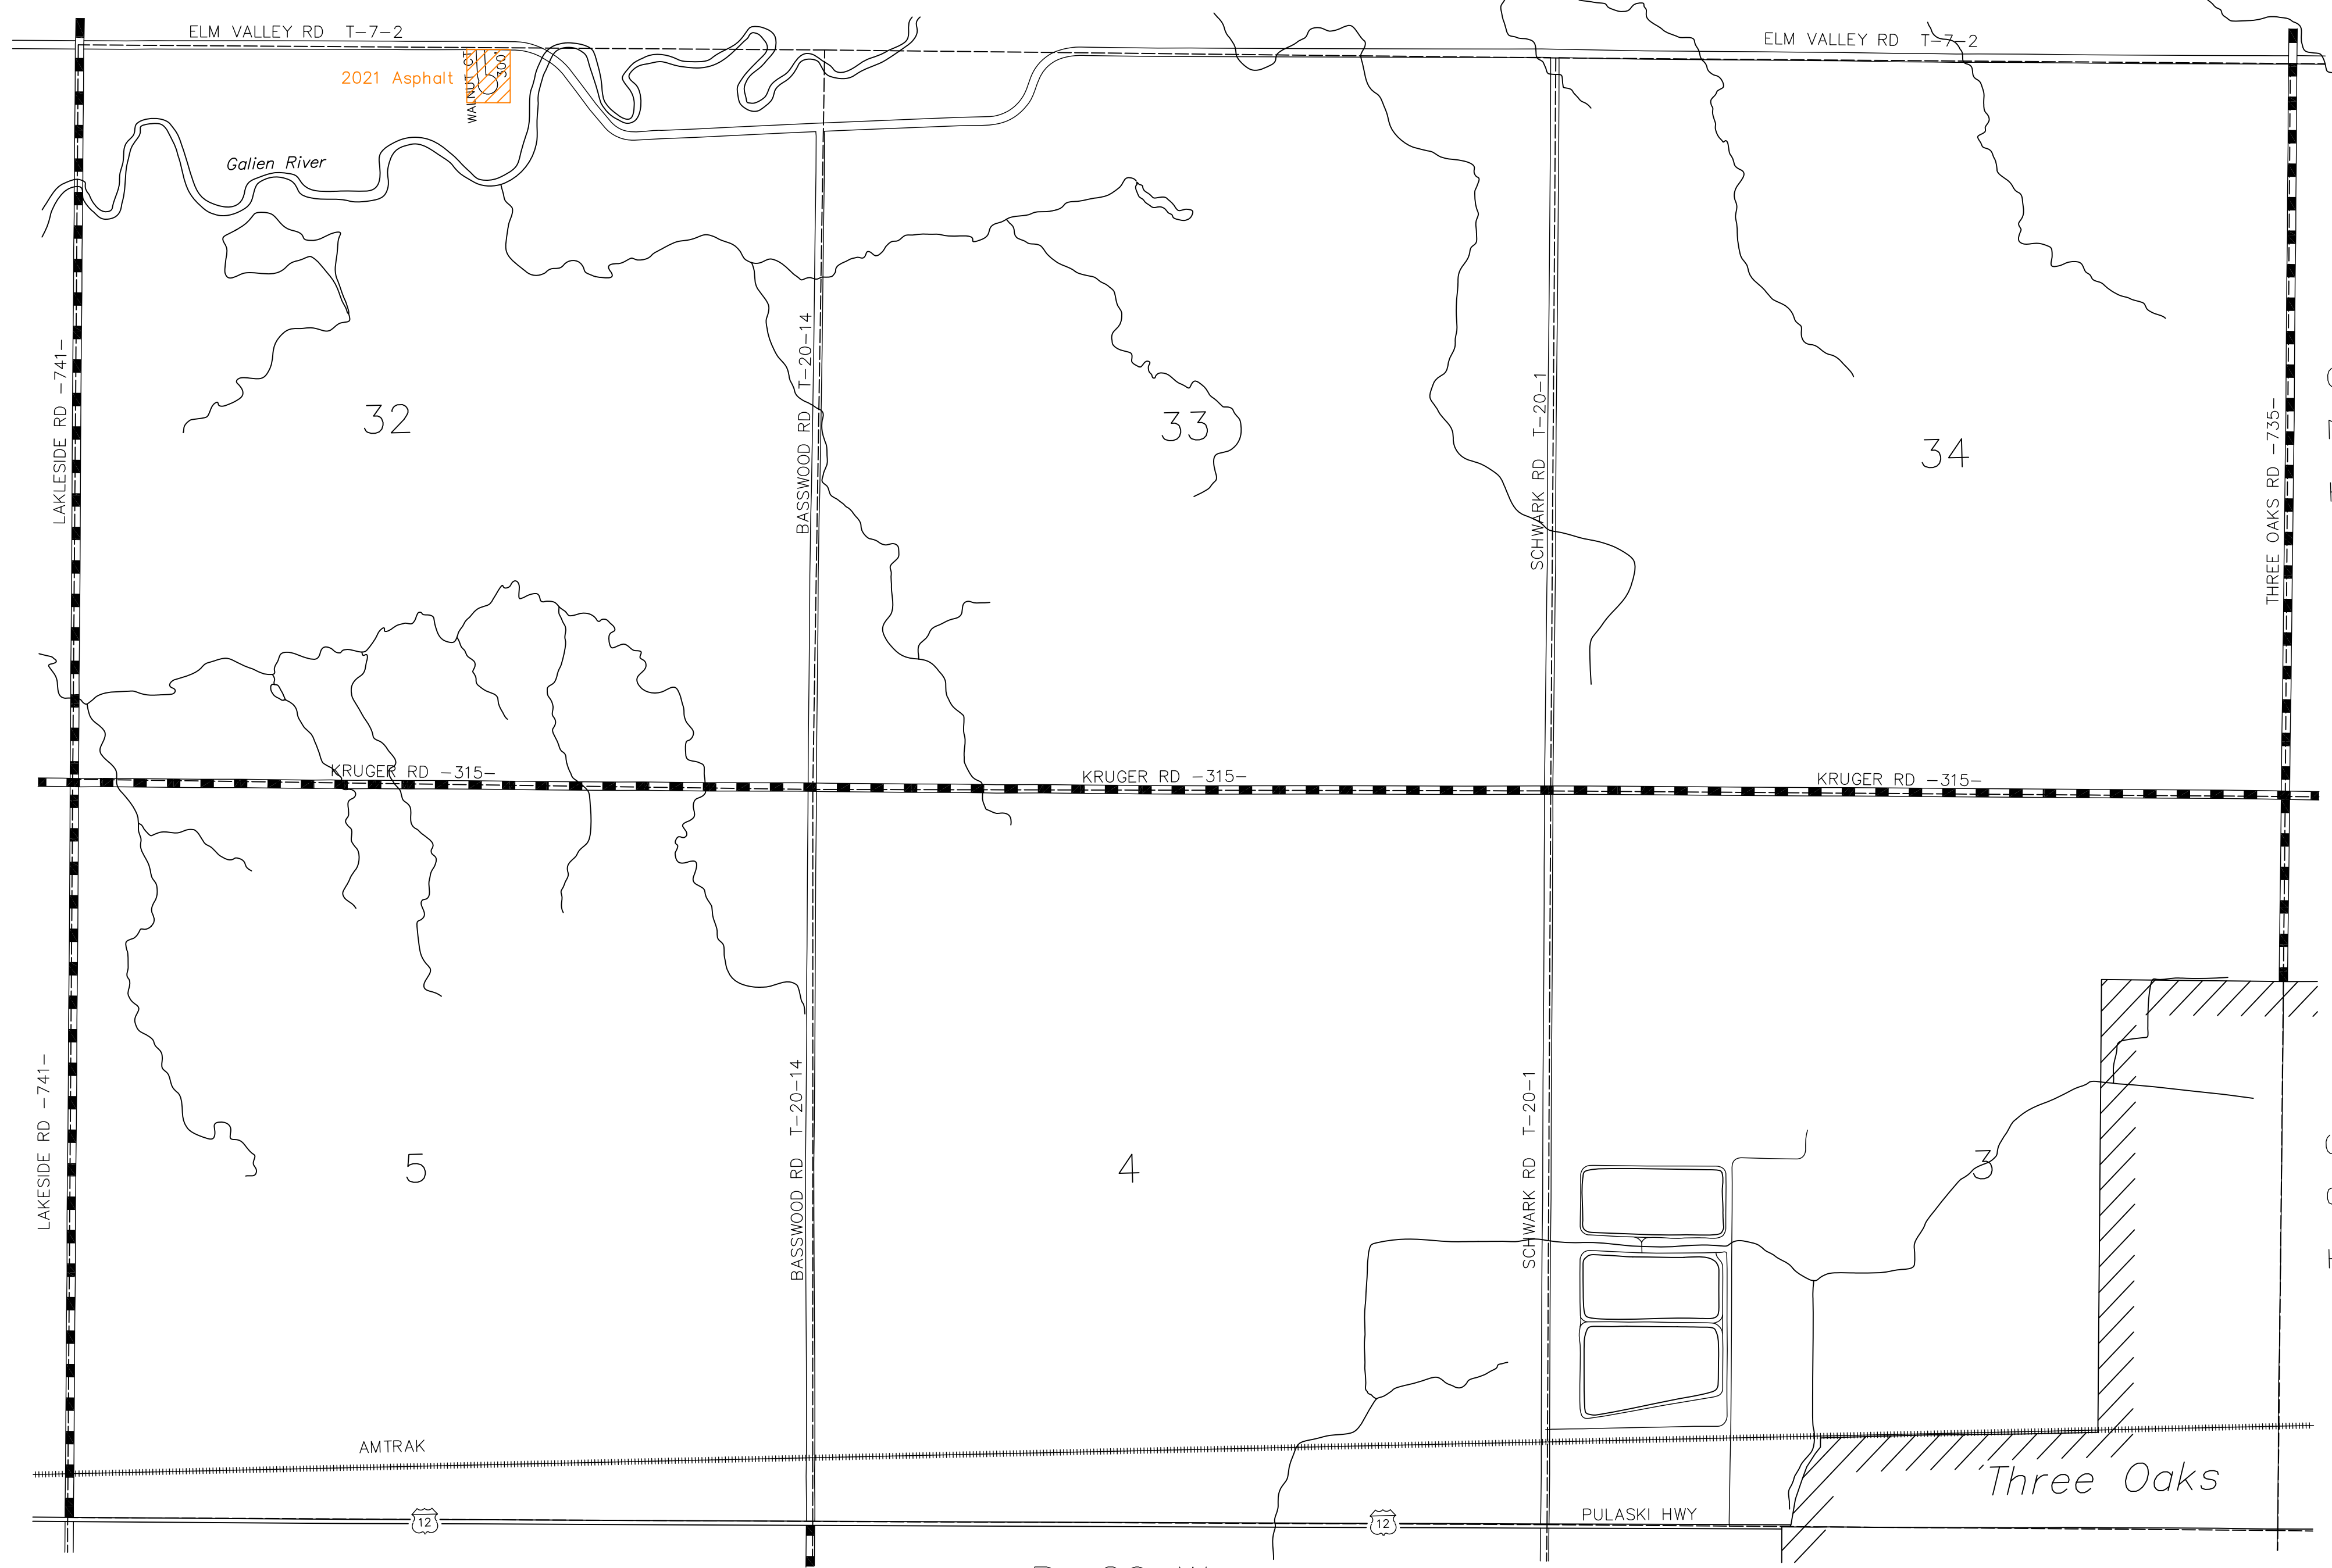 ELM VALLEY RD T-7-2
ELM VALLEY RD T-7-2
2021 Asphalt
WALNUT CT
300'
Galien River
LAKLESIDE RD -741-
BASSWOOD RD T-20-14
SCHWARK RD T-20-1
THREE OAKS RD -735-
32
33
34
KRUGER RD -315-
KRUGER RD -315-
KRUGER RD -315-
LAKESIDE RD -741-
BASSWOOD RD T-20-14
SCHWARK RD T-20-1
5
4
3
AMTRAK
Three Oaks
12
12
PULASKI HWY